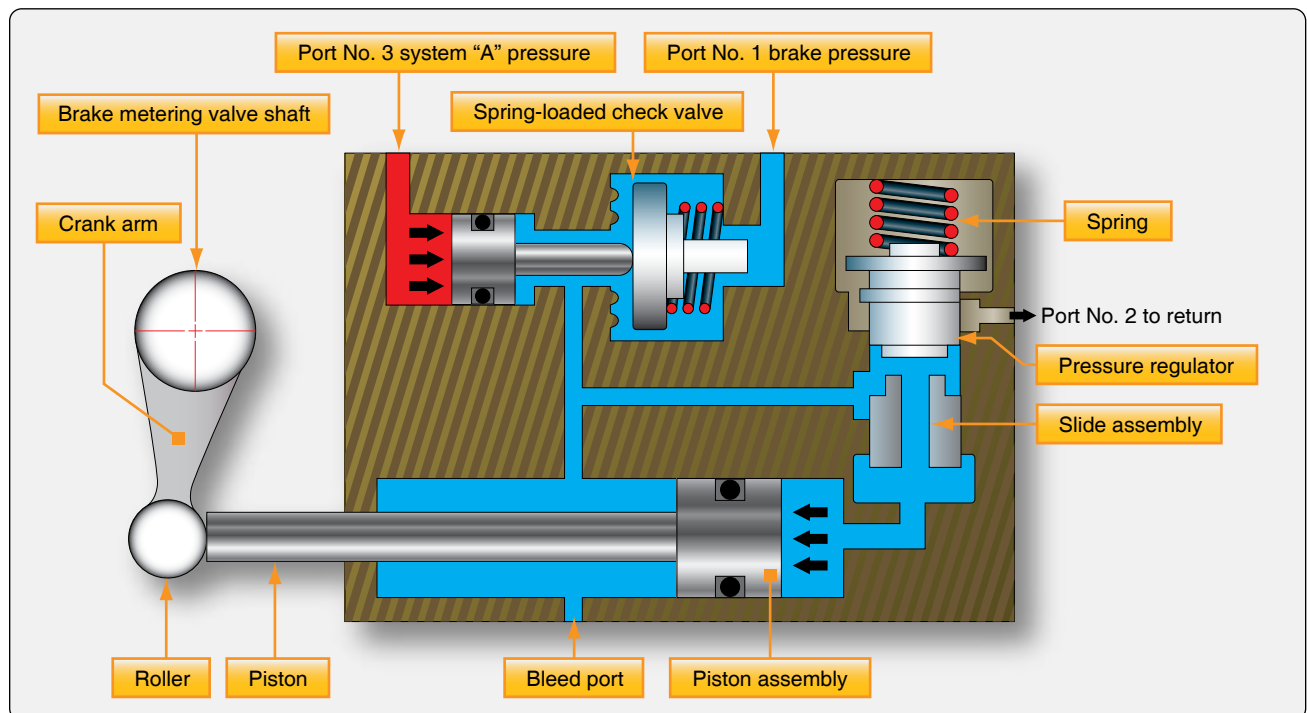 Port No. 3 system “A” pressure
Port No. 1 brake pressure
Brake metering valve shaft
Spring-loaded check valve
Crank arm
Spring
Port No. 2 to return
Pressure regulator
Slide assembly
Roller
Piston
Bleed port
Piston assembly